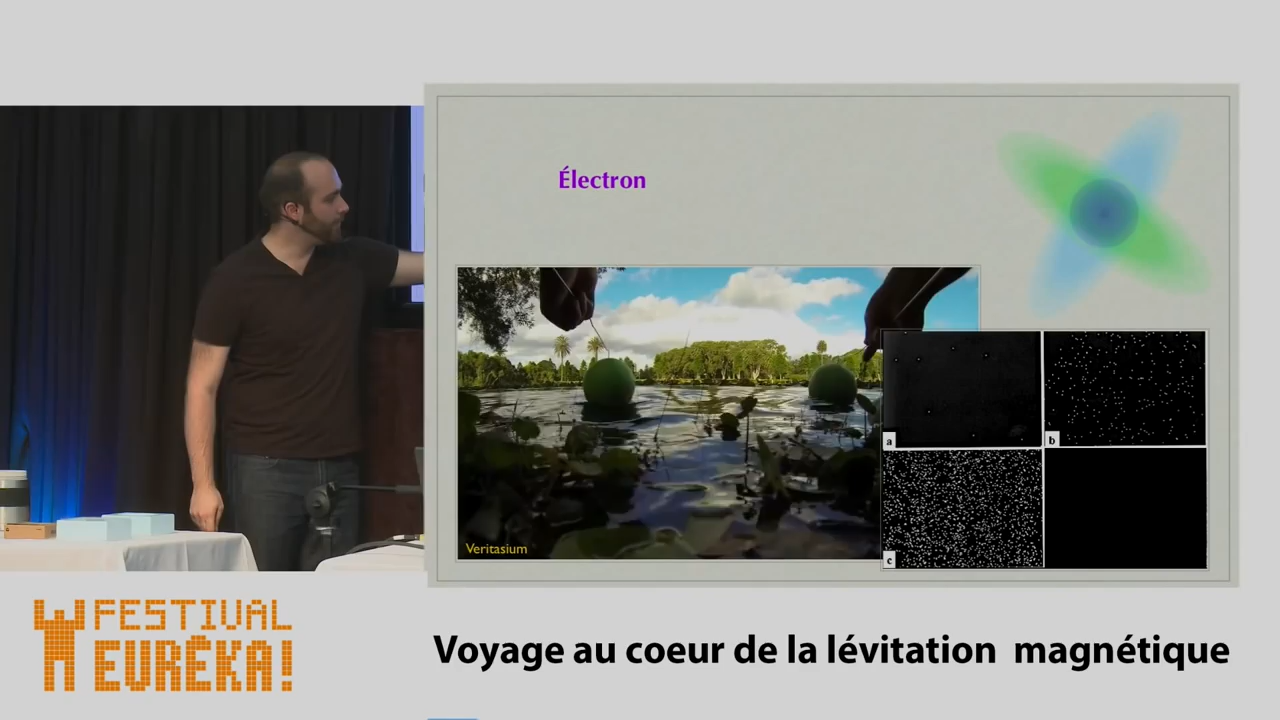 Électron
a
b
c
Veritasium
FESTIVAL
EURÊKA!
Voyage au coeur de la lévitation magnétique